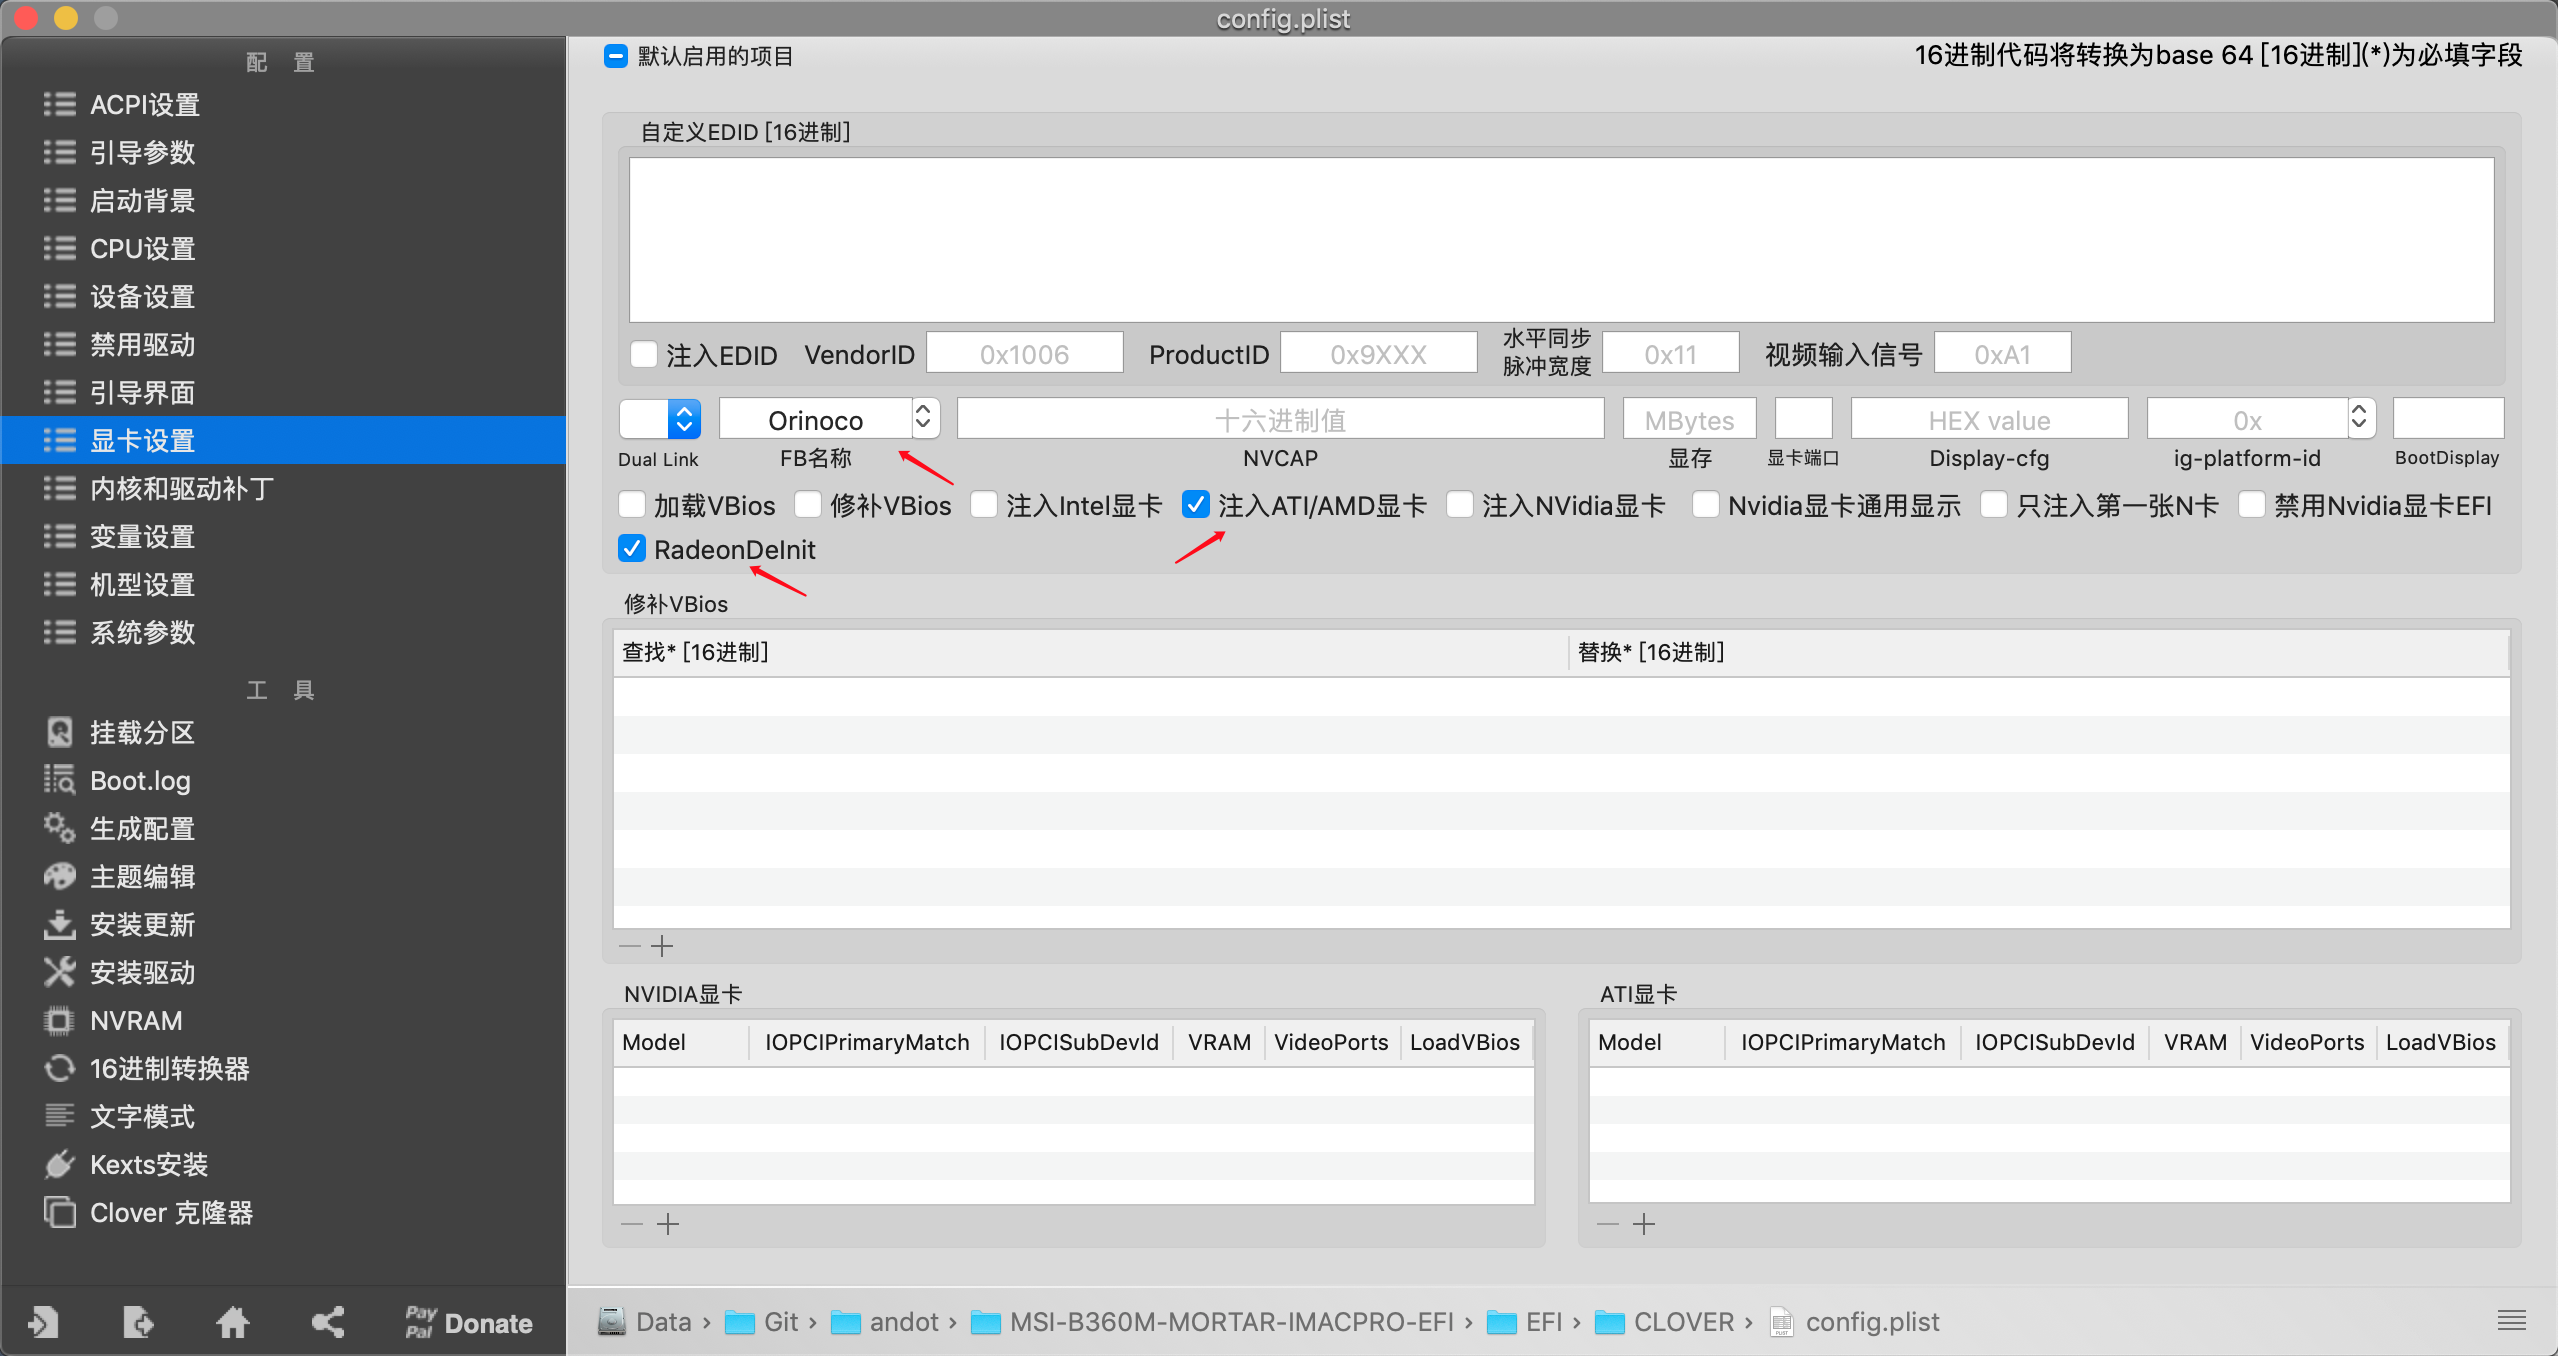 config.plist
配 置
ACPI设置
引导参数
启动背景
CPU设置
设备设置
禁用驱动
引导界面
显卡设置
内核和驱动补丁
变量设置
机型设置
系统参数
工 具
挂载分区
Boot.log
生成配置
主题编辑
安装更新
安装驱动
NVRAM
16进制转换器
文字模式
Kexts安装
Clover 克隆器
Pay Pal Donate
默认启用的项目
16进制代码将转换为base 64 [16进制](*)为必填字段
自定义EDID [16进制]
注入EDID VendorID 0x1006 ProductID 0x9XXX 水平同步 脉冲宽度 0x11 视频输入信号 0xA1
Orinoco 十六进制值 MBytes HEX value 0x
Dual Link FB名称 NVCAP 显存 显卡端口 Display-cfg ig-platform-id BootDisplay
加载VBios 修补VBios 注入Intel显卡 注入ATI/AMD显卡 注入NVidia显卡 Nvidia显卡通用显示 只注入第一张N卡 禁用Nvidia显卡EFI
RadeonDeInit
修补VBios
查找* [16进制] 替换* [16进制]
NVIDIA显卡
Model IOPCIPrimaryMatch IOPCISubDevId VRAM VideoPorts LoadVBios
ATI显卡
Model IOPCIPrimaryMatch IOPCISubDevId VRAM VideoPorts LoadVBios
Data › Git › andot › MSI-B360M-MORTAR-IMACPRO-EFI › EFI › CLOVER › config.plist